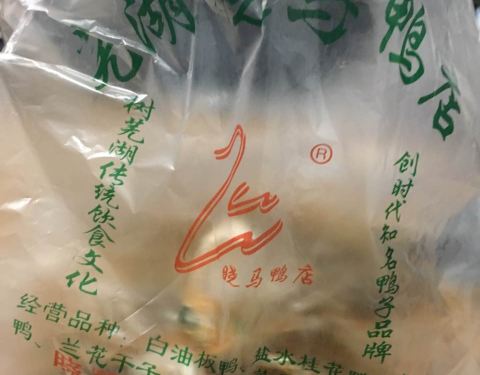 湖
鸭店
树芜湖传统饮食文化
®
晓马鸭店
创时代知名鸭子品牌
经营品种：白油板鸭、盐水桂花鸭
鸭、兰花干